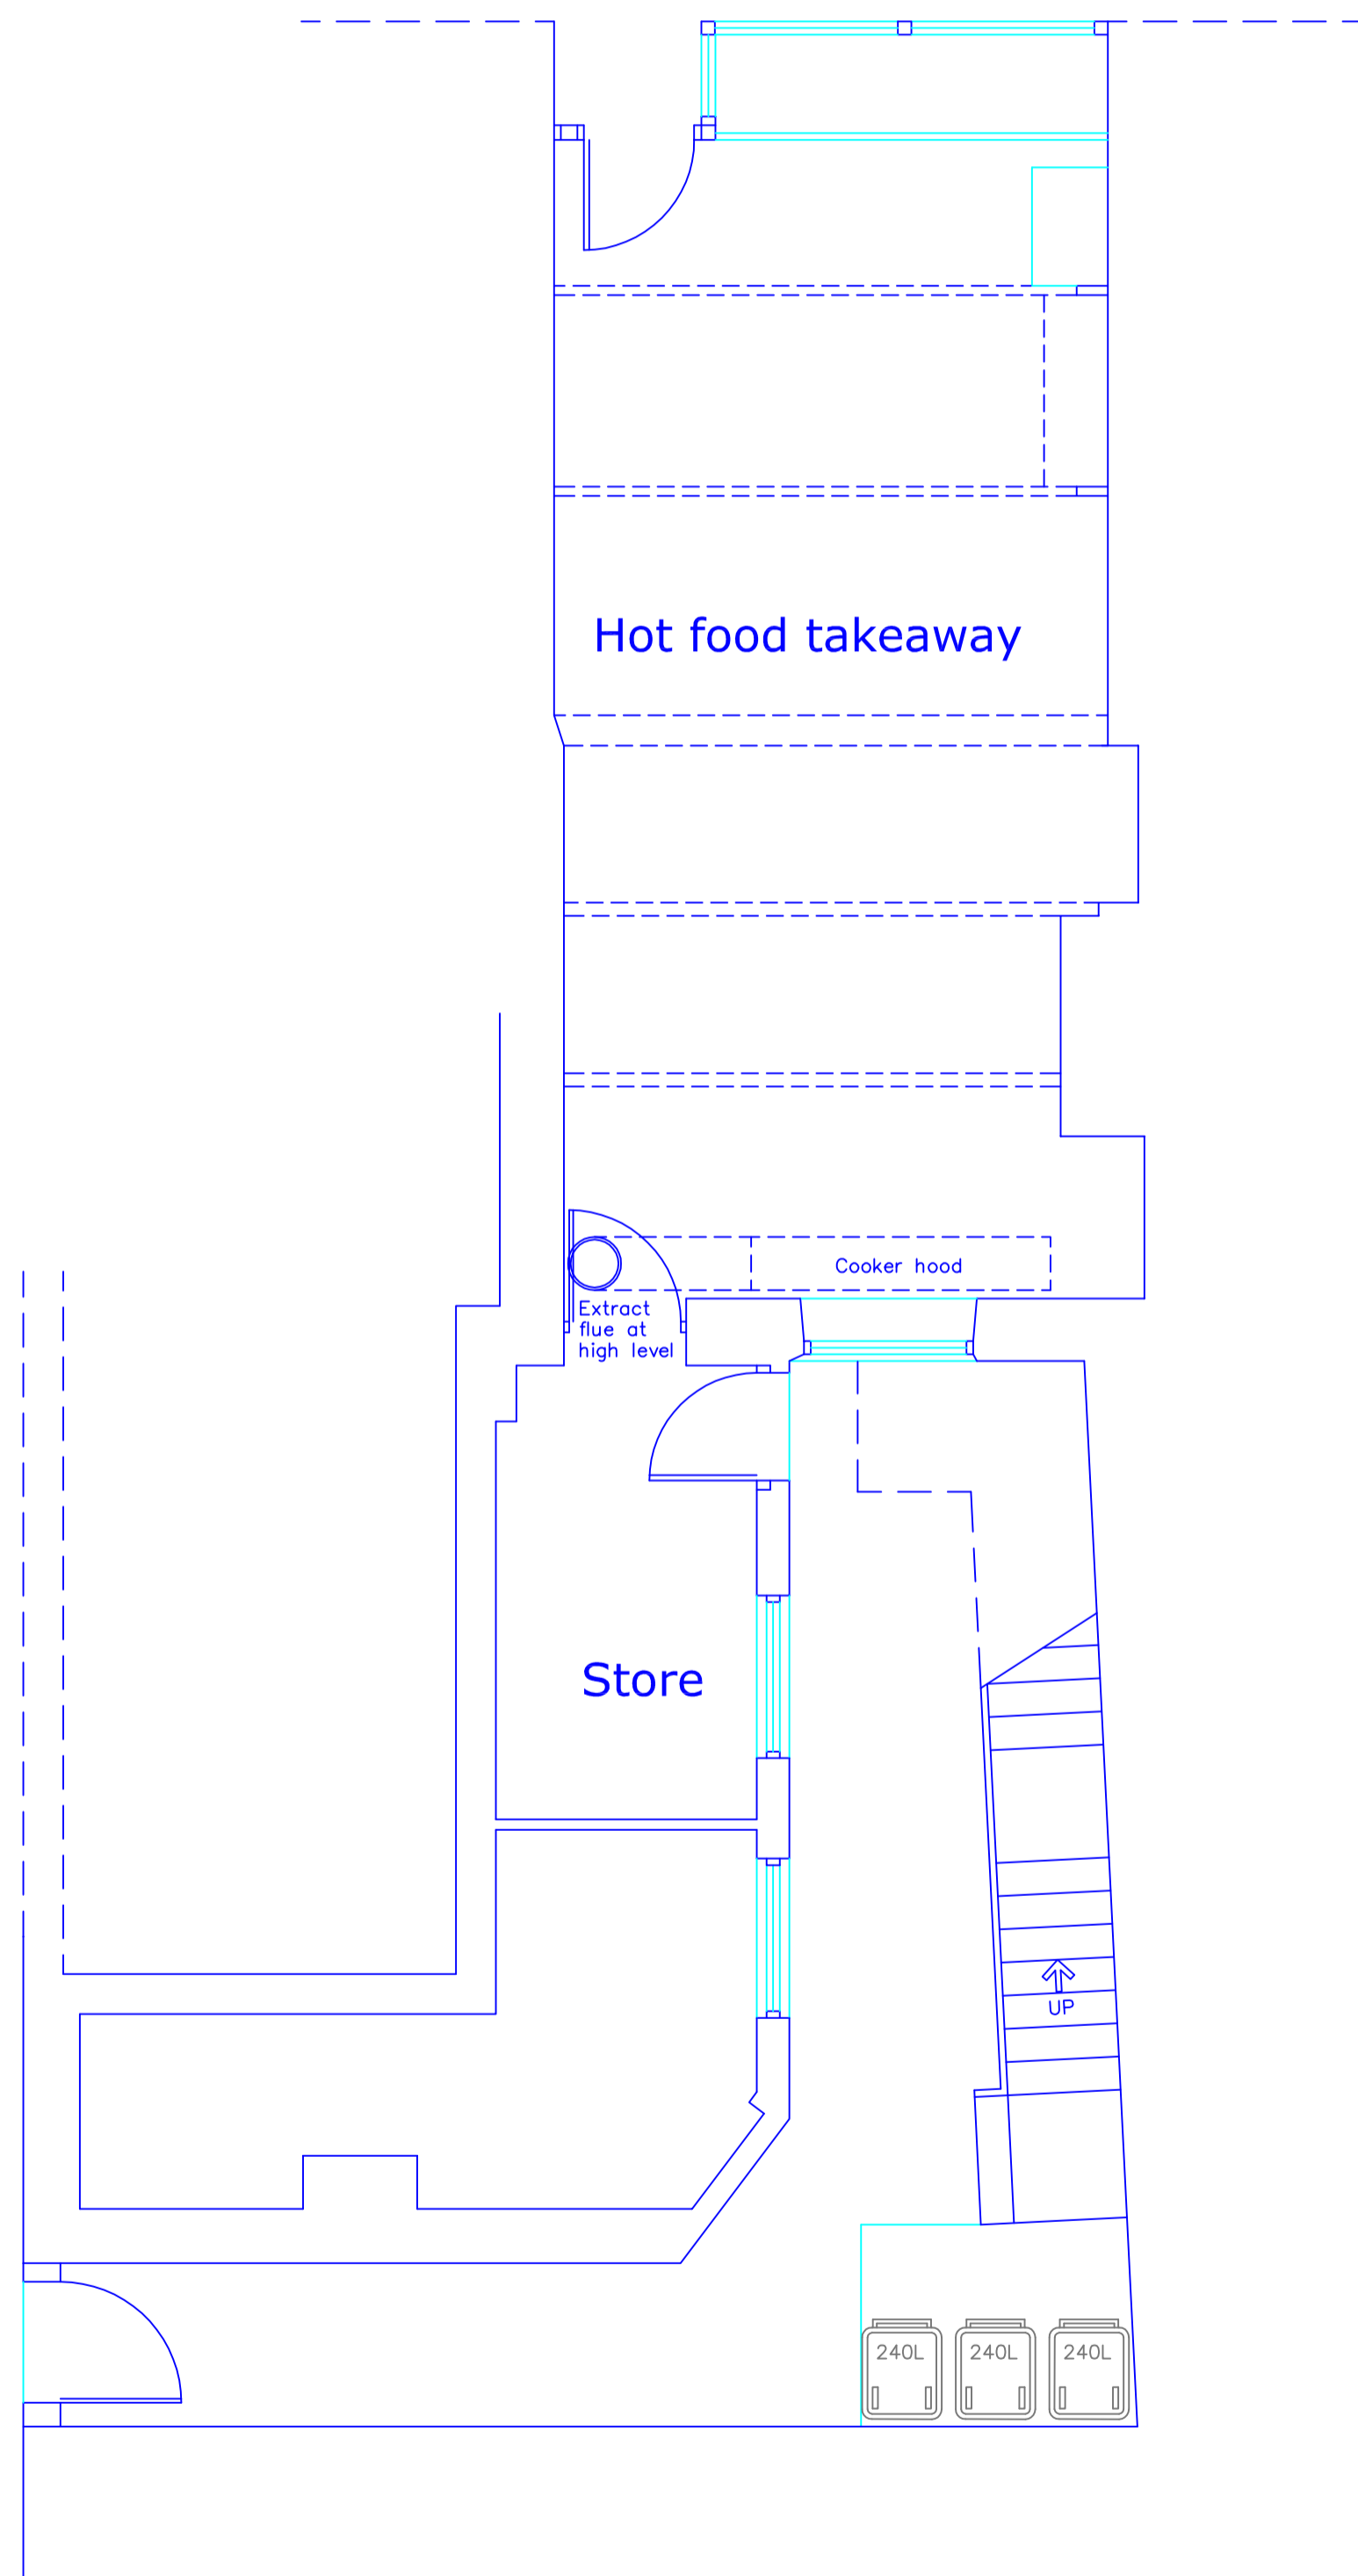 Hot food takeaway
Cooker hood
Extract
flue at
high level
Store
UP
240L
240L
240L